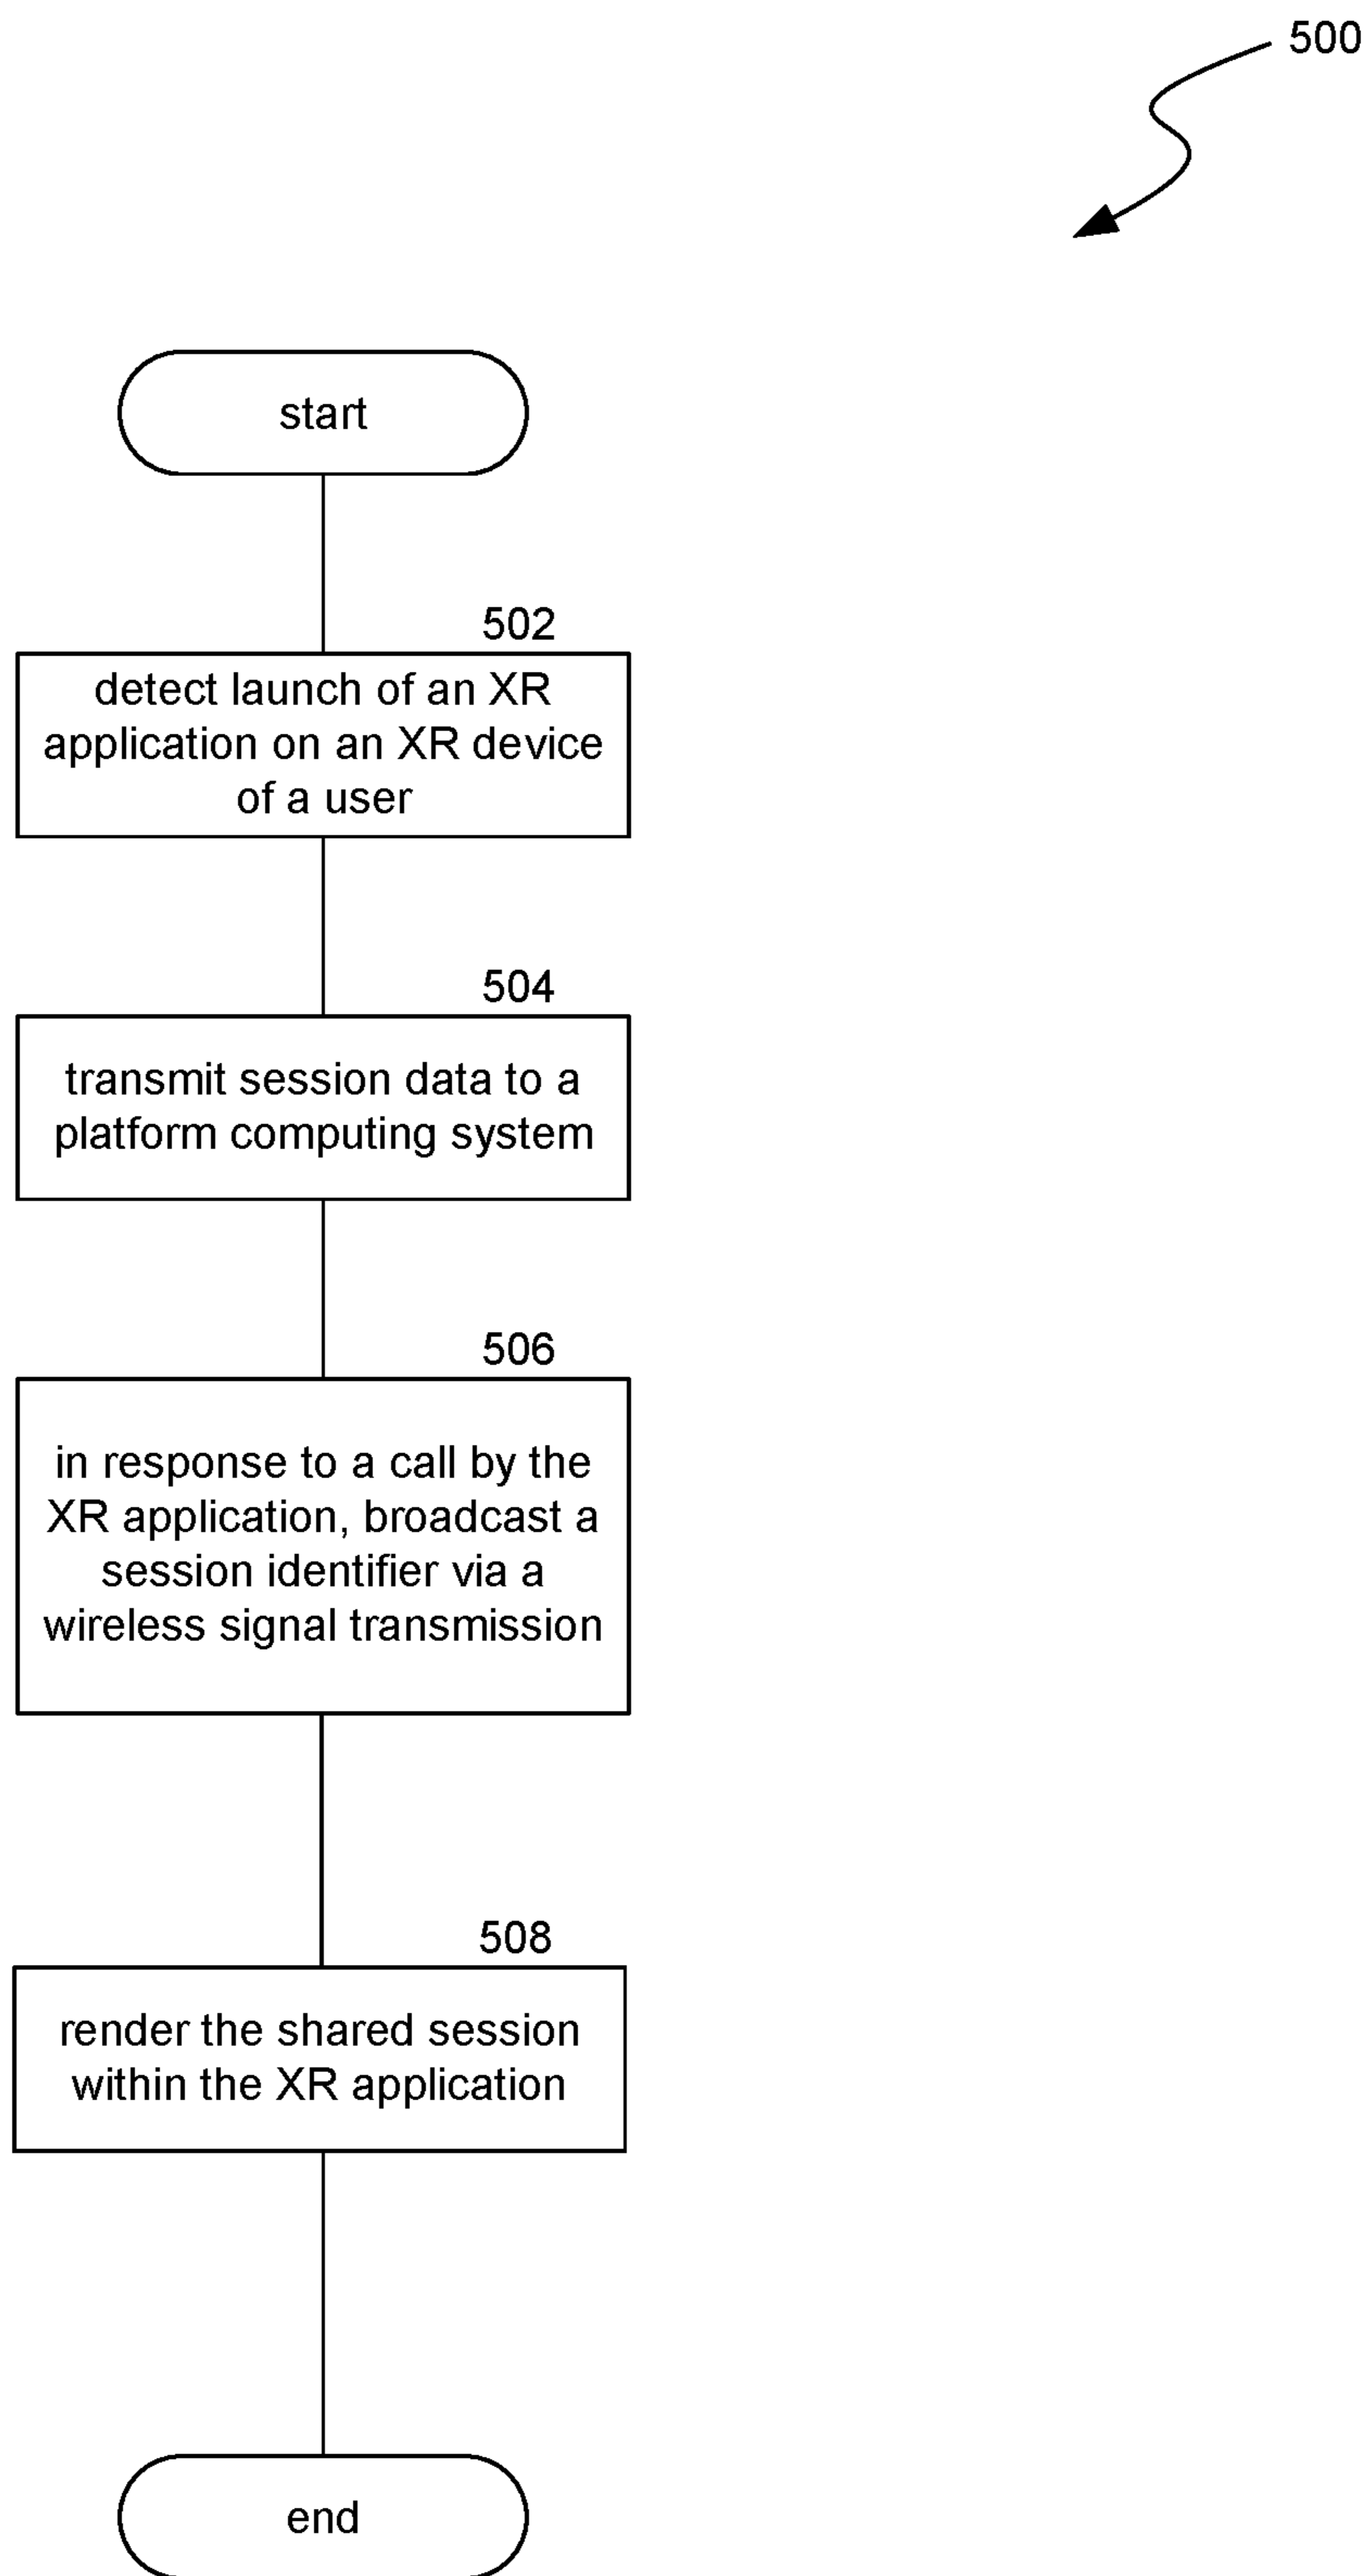 500
start
502
detect launch of an XR
application on an XR device
of a user
504
transmit session data to a
platform computing system
506
in response to a call by the
XR application, broadcast a
session identifier via a
wireless signal transmission
508
render the shared session
within the XR application
end